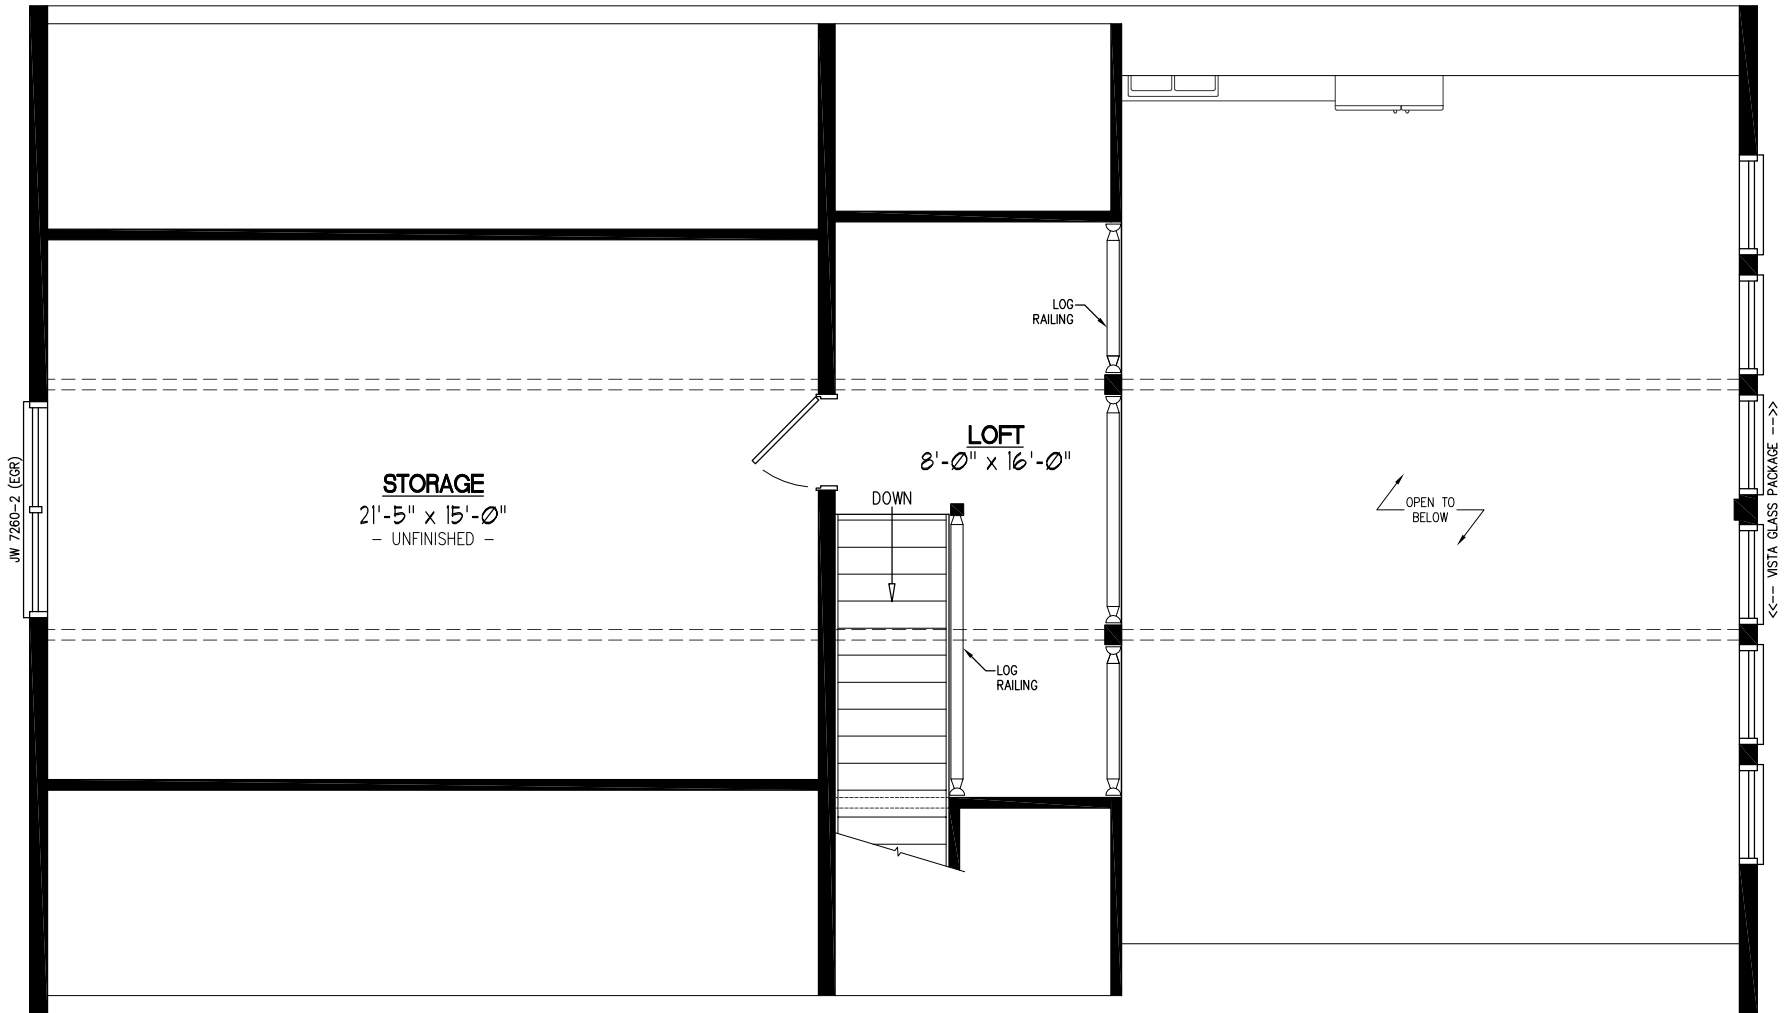 LOG
RAILING
LOFT
8'-0" x 16'-0"
STORAGE
21'-5" x 15'-0"
- UNFINISHED -
DOWN
OPEN TO
BELOW
LOG
RAILING
JW 7260-2 (EGR)
<<--- VISTA GLASS PACKAGE --->>